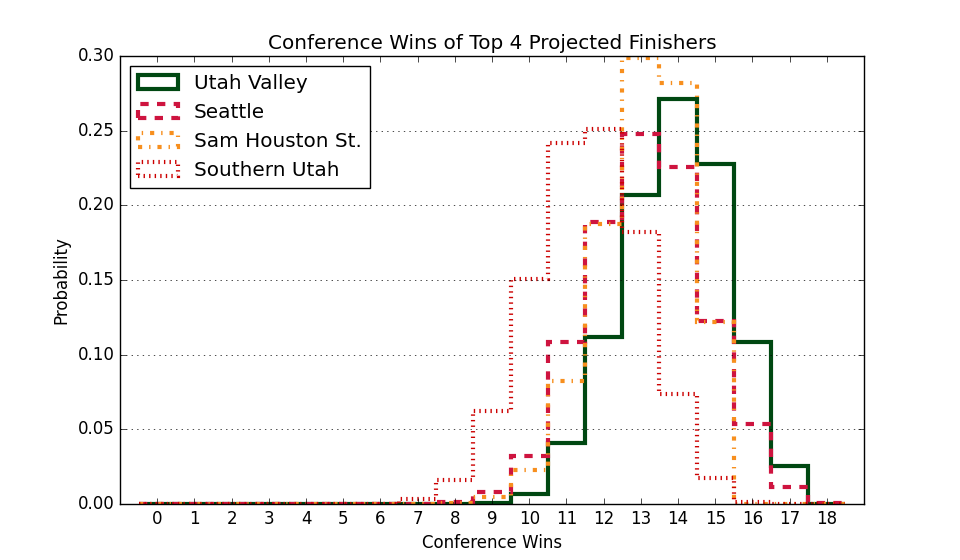 Conference Wins of Top 4 Projected Finishers
0.30
0.25
0.20
0.15
0.10
0.05
0.00
Probability
Utah Valley
Seattle
Sam Houston St.
Southern Utah
0 1 2 3 4 5 6 7 8 9 10 11 12 13 14 15 16 17 18
Conference Wins